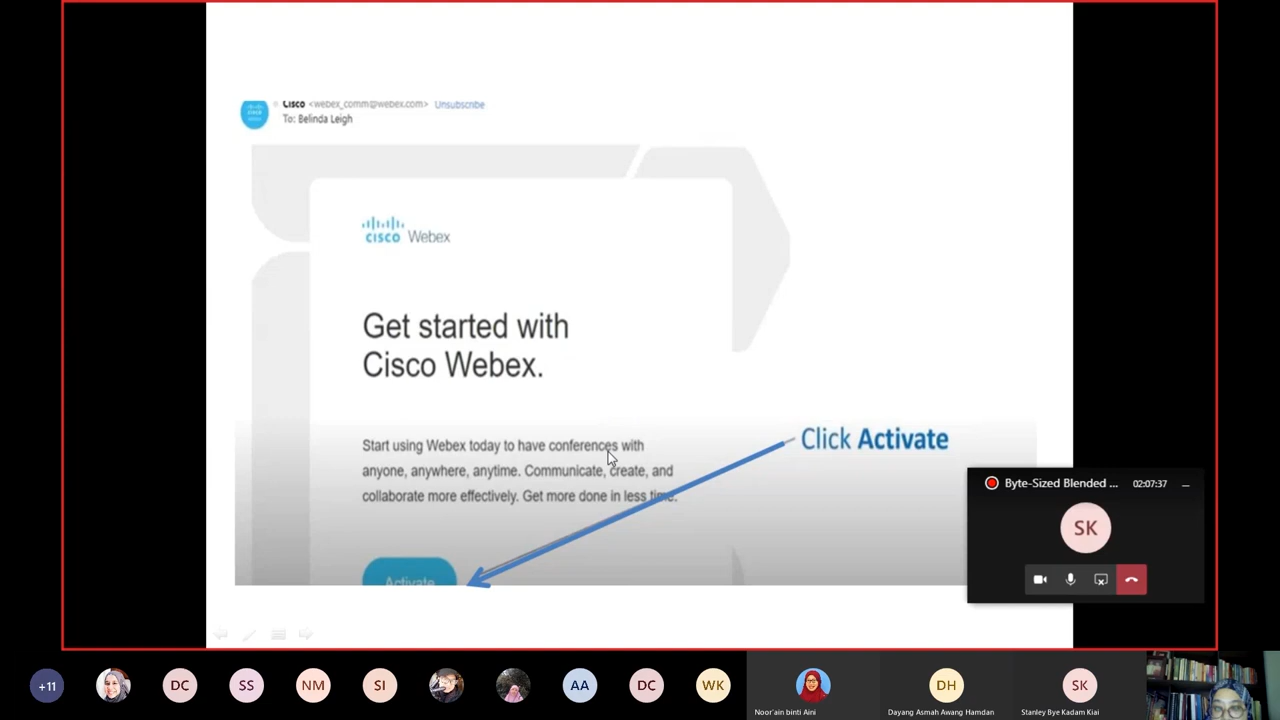 Cisco <webex_comm@webex.com> Unsubscribe
To: Belinda Leigh
CISCO Webex
Get started with
Cisco Webex.
Start using Webex today to have conferences with
anyone, anywhere, anytime. Communicate, create, and
collaborate more effectively. Get more done in less time.
Activate
Click Activate
Byte-Sized Blended ... 02:07:37
SK
+11 DC SS NM SI AA DC WK DH SK
Noor'ain binti Aini Dayang Asmah Awang Hamdan Stanley Bye Kadam Kiai